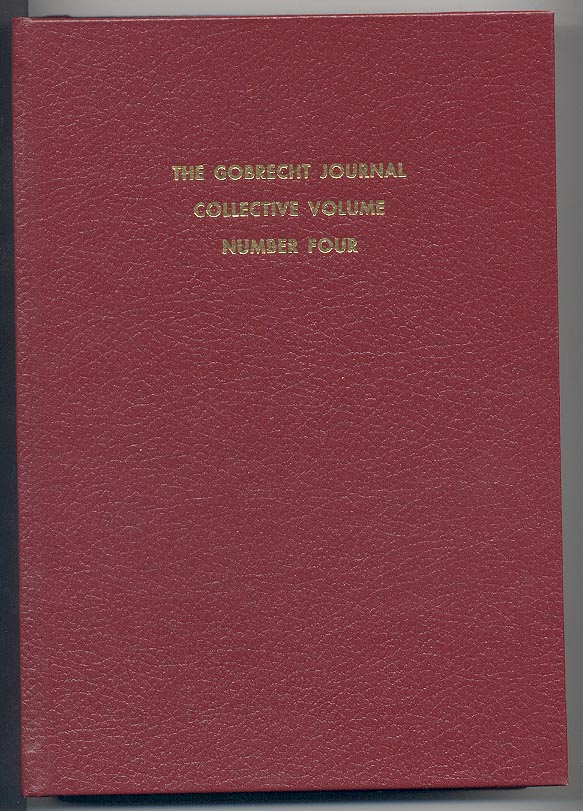 THE GOBRECHT JOURNAL
COLLECTIVE VOLUME
NUMBER FOUR